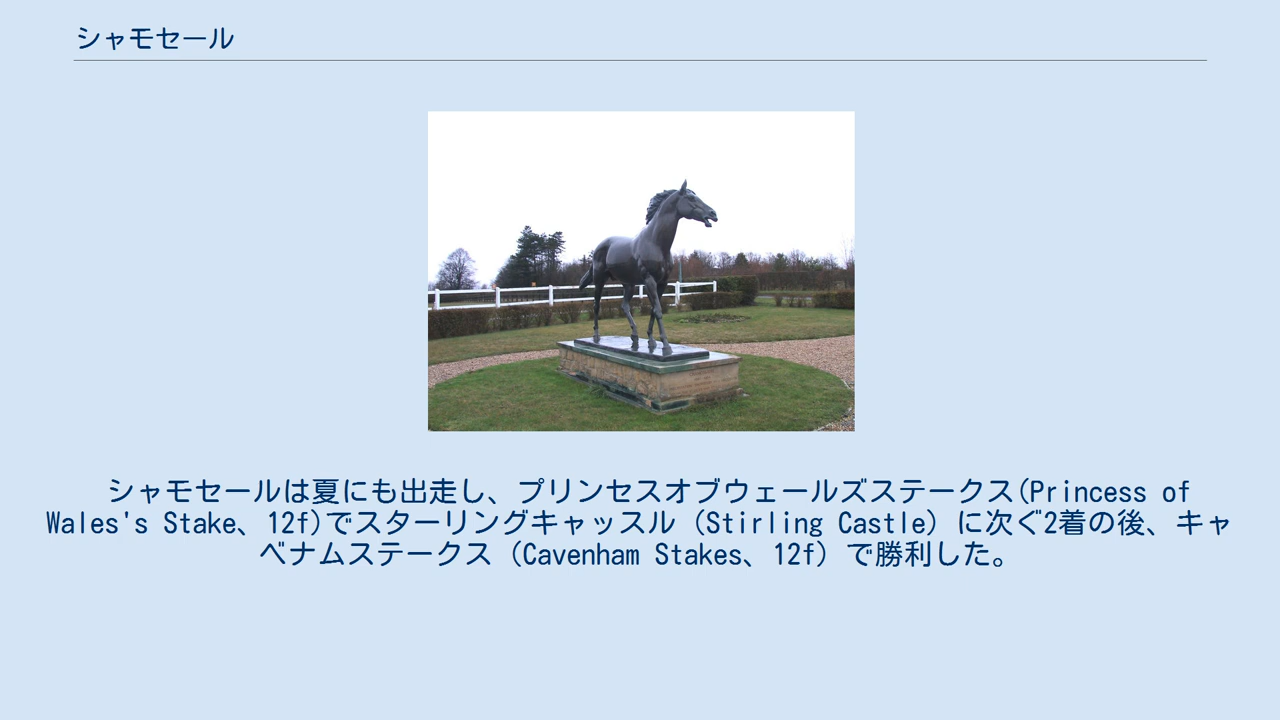 シャモセール
シャモセールは夏にも出走し、プリンセスオブウェールズステークス(Princess of
Wales's Stake、12f)でスターリングキャッスル（Stirling Castle）に次ぐ2着の後、キャ
ベナムステークス（Cavenham Stakes、12f）で勝利した。